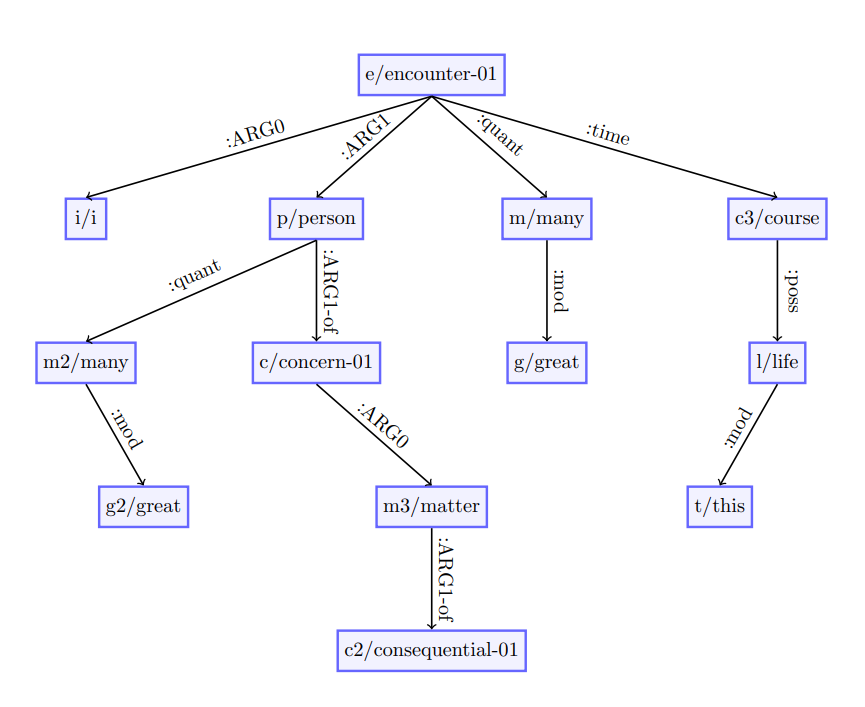 e/encounter-01
:ARG0
:ARG1
:quant
:time
i/i
p/person
m/many
c3/course
:quant
:ARG1-of
:mod
:poss
m2/many
c/concern-01
g/great
l/life
:mod
:ARG0
:mod
g2/great
m3/matter
t/this
:ARG1-of
c2/consequential-01